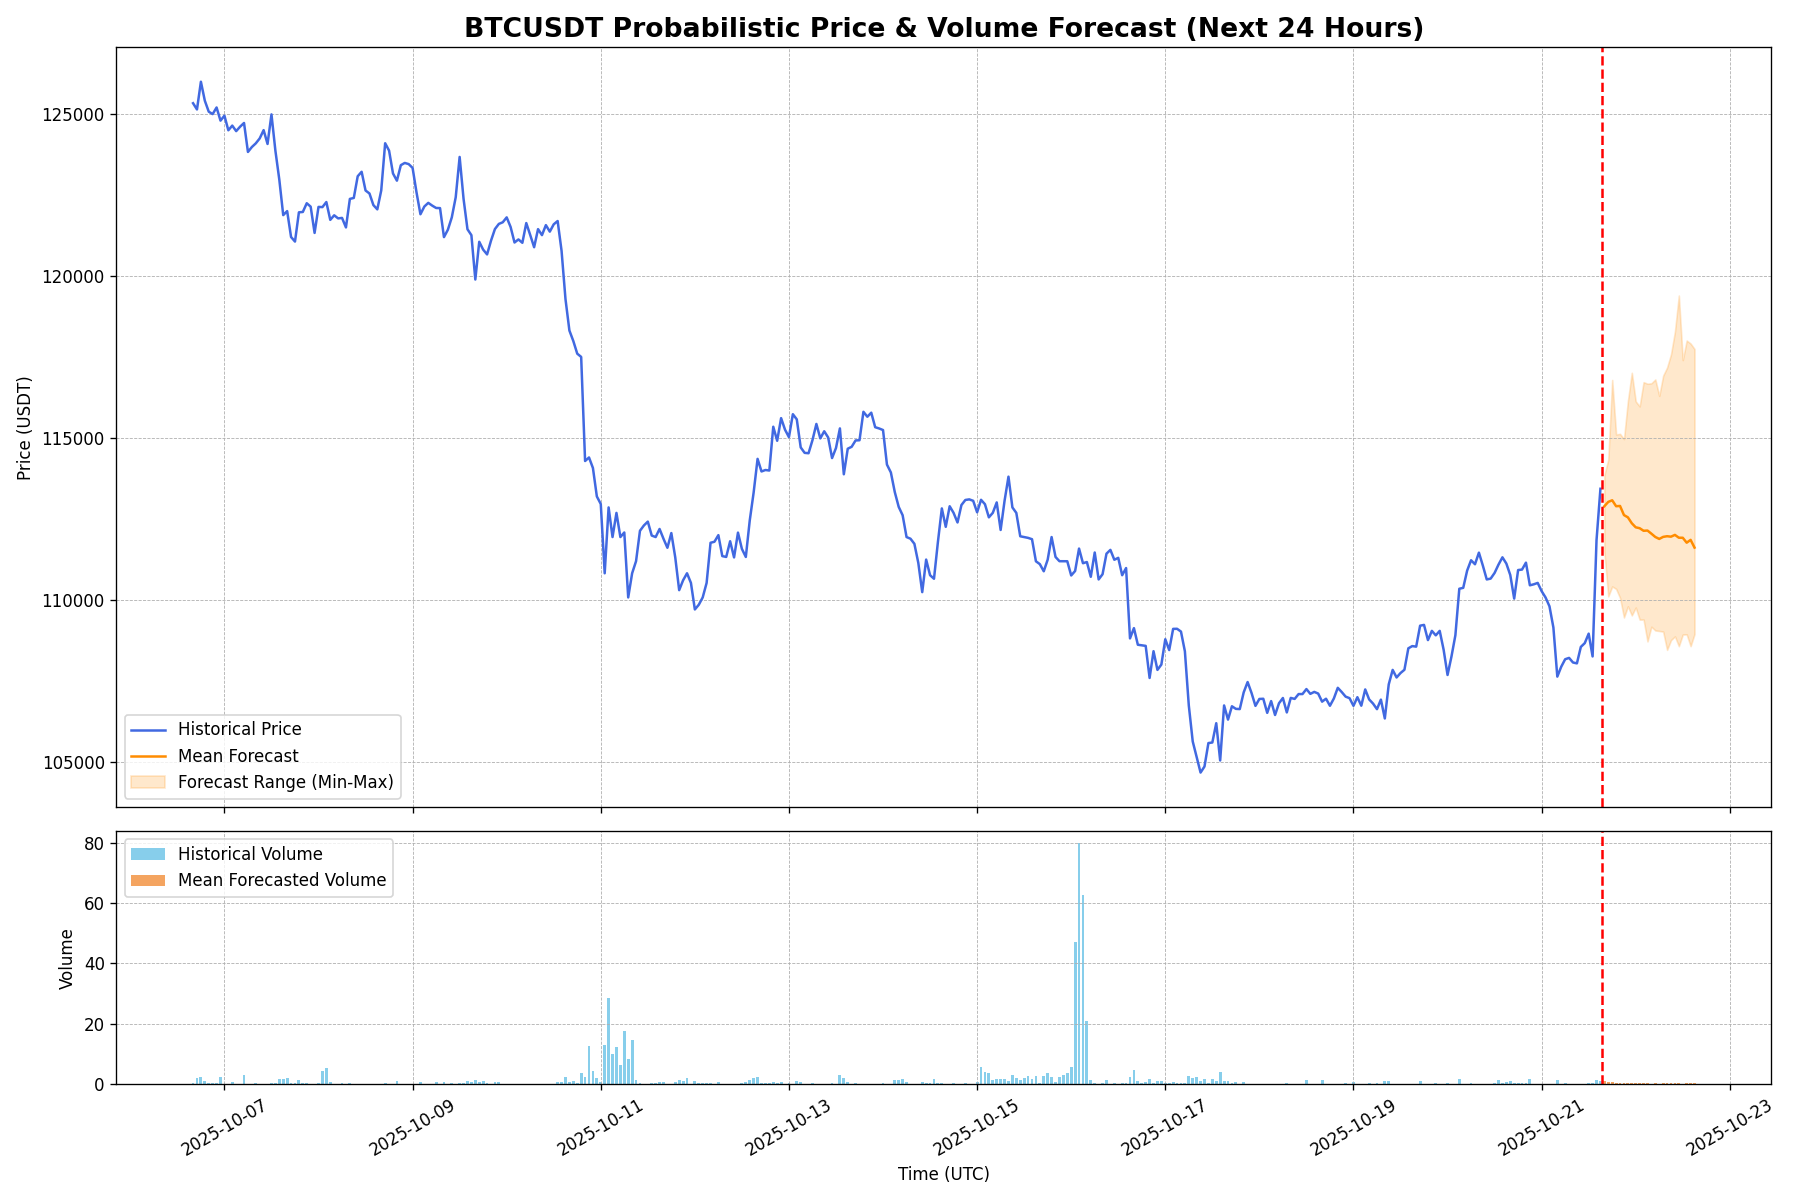 BTCUSDT Probabilistic Price & Volume Forecast (Next 24 Hours)
Price (USDT)
125000
120000
115000
110000
105000
Historical Price
Mean Forecast
Forecast Range (Min-Max)
Volume
80
60
40
20
0
Historical Volume
Mean Forecasted Volume
2025-10-07
2025-10-09
2025-10-11
2025-10-13
2025-10-15
2025-10-17
2025-10-19
2025-10-21
2025-10-23
Time (UTC)